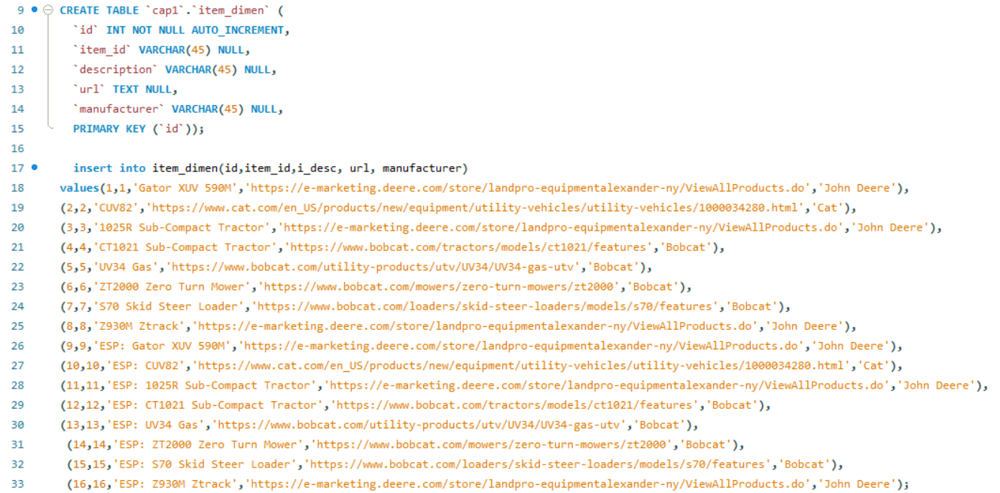 9 CREATE TABLE `cap1`.`item_dimen` (
10 `id` INT NOT NULL AUTO_INCREMENT,
11 `item_id` VARCHAR(45) NULL,
12 `description` VARCHAR(45) NULL,
13 `url` TEXT NULL,
14 `manufacturer` VARCHAR(45) NULL,
15 PRIMARY KEY (`id`));
16
17 insert into item_dimen(id,item_id,i_desc, url, manufacturer)
18 values(1,1,'Gator XUV 590M','https://e-marketing.deere.com/store/landpro-equipmentalexander-ny/ViewAllProducts.do','John Deere'),
19 (2,2,'CUV82','https://www.cat.com/en_US/products/new/equipment/utility-vehicles/utility-vehicles/1000034280.html','Cat'),
20 (3,3,'1025R Sub-Compact Tractor','https://e-marketing.deere.com/store/landpro-equipmentalexander-ny/ViewAllProducts.do','John Deere'),
21 (4,4,'CT1021 Sub-Compact Tractor','https://www.bobcat.com/tractors/models/ct1021/features','Bobcat'),
22 (5,5,'UV34 Gas','https://www.bobcat.com/utility-products/utv/UV34/UV34-gas-utv','Bobcat'),
23 (6,6,'ZT2000 Zero Turn Mower','https://www.bobcat.com/mowers/zero-turn-mowers/zt2000','Bobcat'),
24 (7,7,'S70 Skid Steer Loader','https://www.bobcat.com/loaders/skid-steer-loaders/models/s70/features','Bobcat'),
25 (8,8,'Z930M Ztrack','https://e-marketing.deere.com/store/landpro-equipmentalexander-ny/ViewAllProducts.do','John Deere'),
26 (9,9,'ESP: Gator XUV 590M','https://e-marketing.deere.com/store/landpro-equipmentalexander-ny/ViewAllProducts.do','John Deere'),
27 (10,10,'ESP: CUV82','https://www.cat.com/en_US/products/new/equipment/utility-vehicles/utility-vehicles/1000034280.html','Cat'),
28 (11,11,'ESP: 1025R Sub-Compact Tractor','https://e-marketing.deere.com/store/landpro-equipmentalexander-ny/ViewAllProducts.do','John Deere'),
29 (12,12,'ESP: CT1021 Sub-Compact Tractor','https://www.bobcat.com/tractors/models/ct1021/features','Bobcat'),
30 (13,13,'ESP: UV34 Gas','https://www.bobcat.com/utility-products/utv/UV34/UV34-gas-utv','Bobcat'),
31 (14,14,'ESP: ZT2000 Zero Turn Mower','https://www.bobcat.com/mowers/zero-turn-mowers/zt2000','Bobcat'),
32 (15,15,'ESP: S70 Skid Steer Loader','https://www.bobcat.com/loaders/skid-steer-loaders/models/s70/features','Bobcat'),
33 (16,16,'ESP: Z930M Ztrack','https://e-marketing.deere.com/store/landpro-equipmentalexander-ny/ViewAllProducts.do','John Deere');